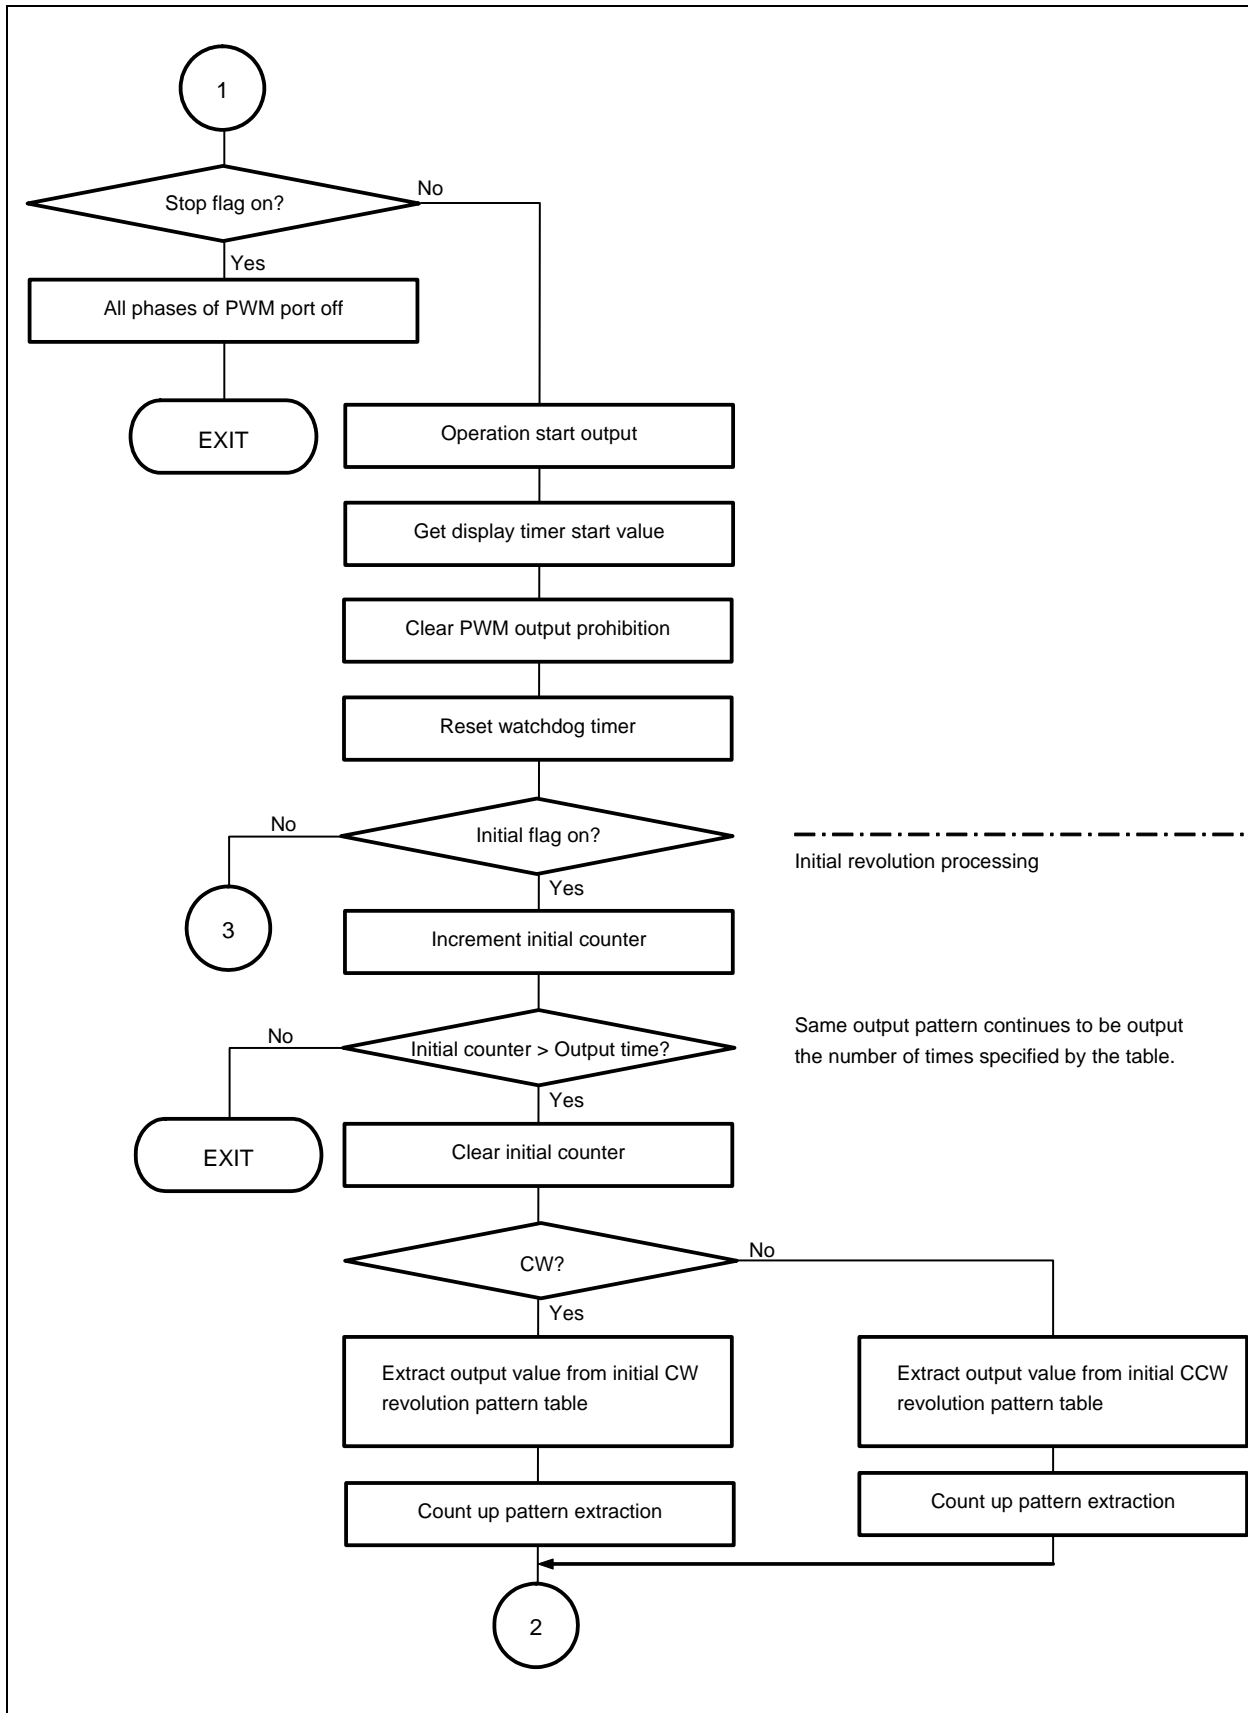 1
Stop flag on?
No
Yes
All phases of PWM port off
EXIT
Operation start output
Get display timer start value
Clear PWM output prohibition
Reset watchdog timer
Initial flag on?
No
Initial revolution processing
Yes
3
Increment initial counter
Initial counter > Output time?
No
Same output pattern continues to be output
the number of times specified by the table.
Yes
EXIT
Clear initial counter
CW?
No
Yes
Extract output value from initial CW
revolution pattern table
Extract output value from initial CCW
revolution pattern table
Count up pattern extraction
Count up pattern extraction
2